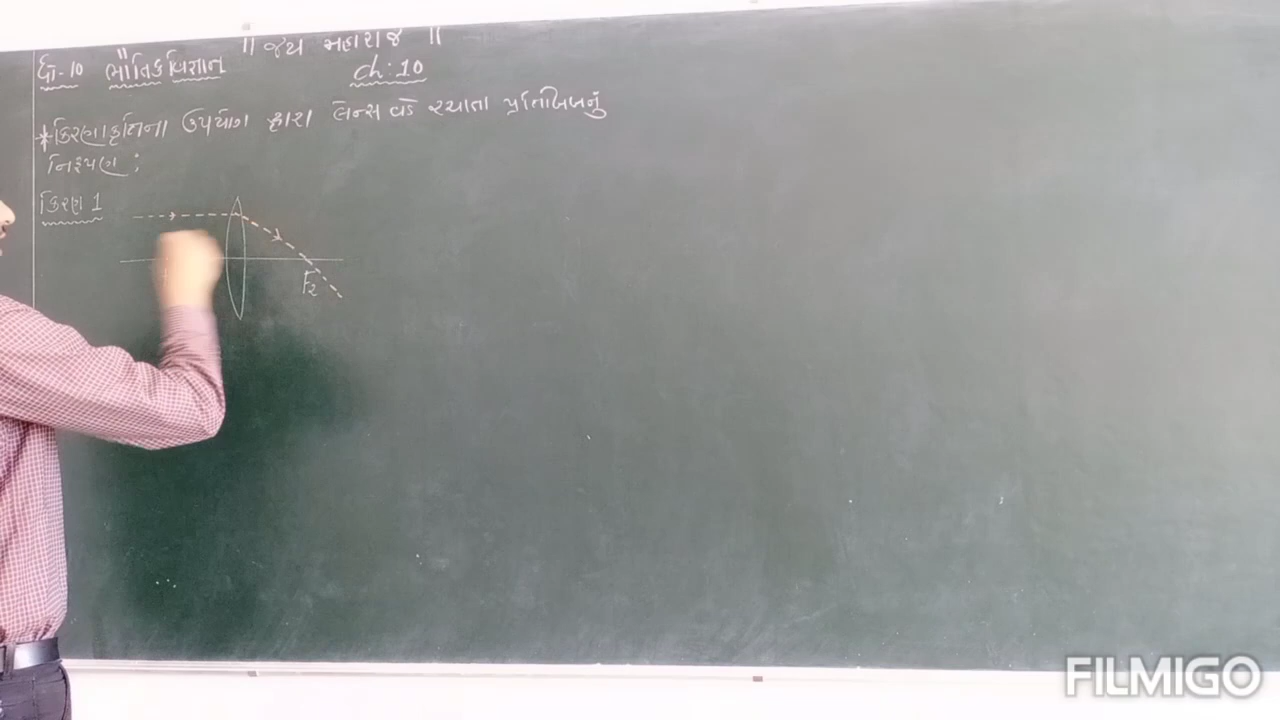 || જય મહારાજ ||
ધો-10 ભૌતિકવિજ્ઞાન
ch:10
* કિરણાકૃતિના ઉપયોગ દ્વારા લેન્સ વડે રચાતા પ્રતિબિંબનું
નિરૂપણ :
કિરણ 1
F2
FILMIGO